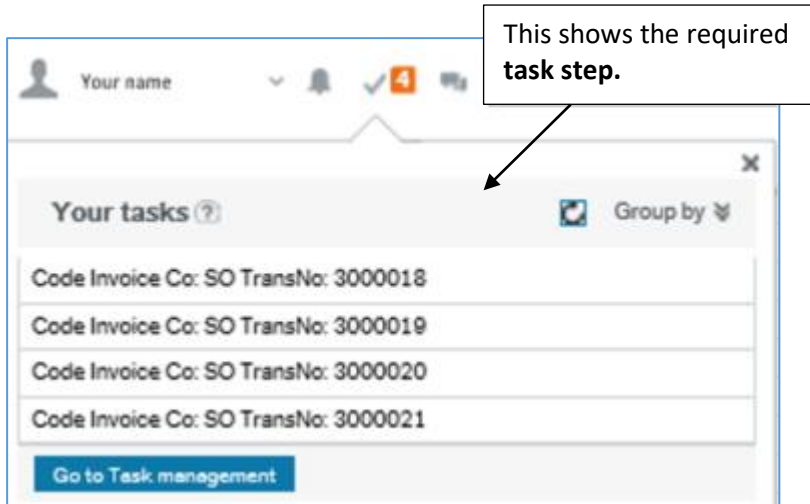 This shows the required
task step.
Your name
4
Your tasks ?
Group by
Code Invoice Co: SO TransNo: 3000018
Code Invoice Co: SO TransNo: 3000019
Code Invoice Co: SO TransNo: 3000020
Code Invoice Co: SO TransNo: 3000021
Go to Task management